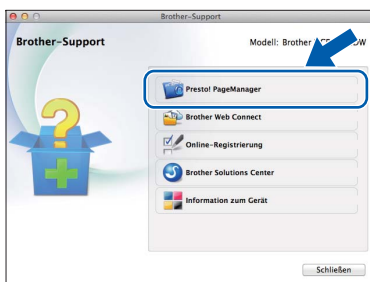 Brother-Support
Brother-Support
Modell: Brother
Presto! PageManager
Brother Web Connect
Online-Registrierung
Brother Solutions Center
Information zum Gerät
Schließen